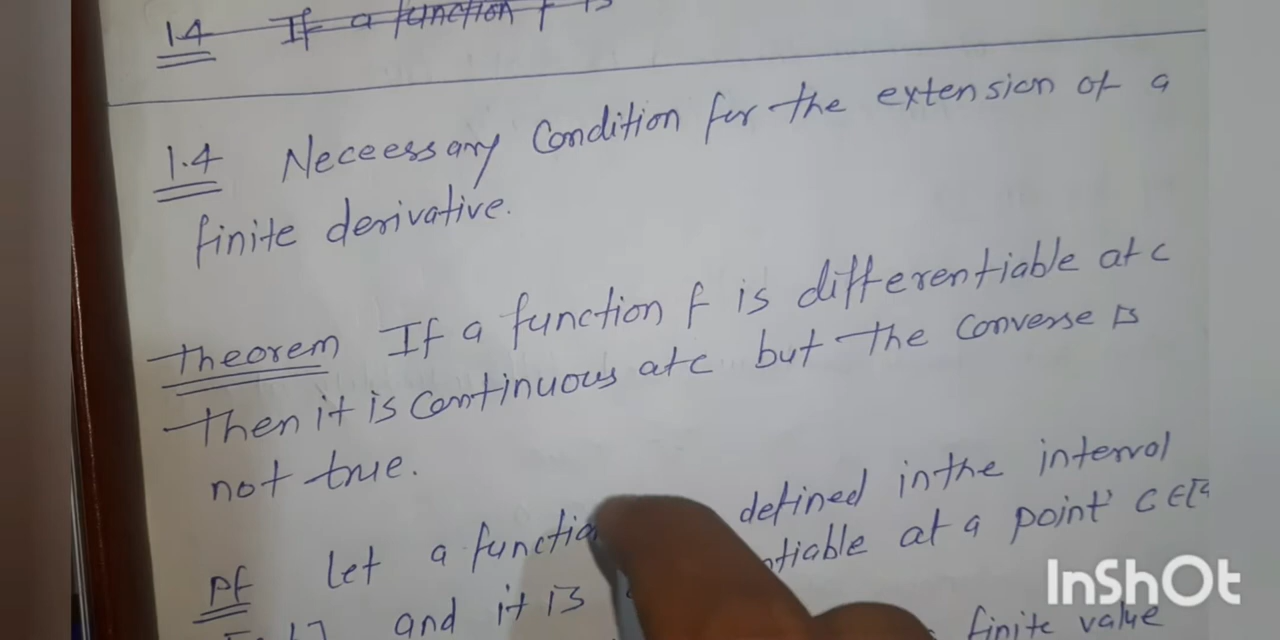 1.4 If a function f is
1.4 Neceessary Condition for the extension of a
finite derivative.
Theorem If a function f is differentiable at c
Then it is continuous at c but the converse is
not true.
Pf Let a function defined in the interval
and it is at a point c ∈
finite value
InShOt